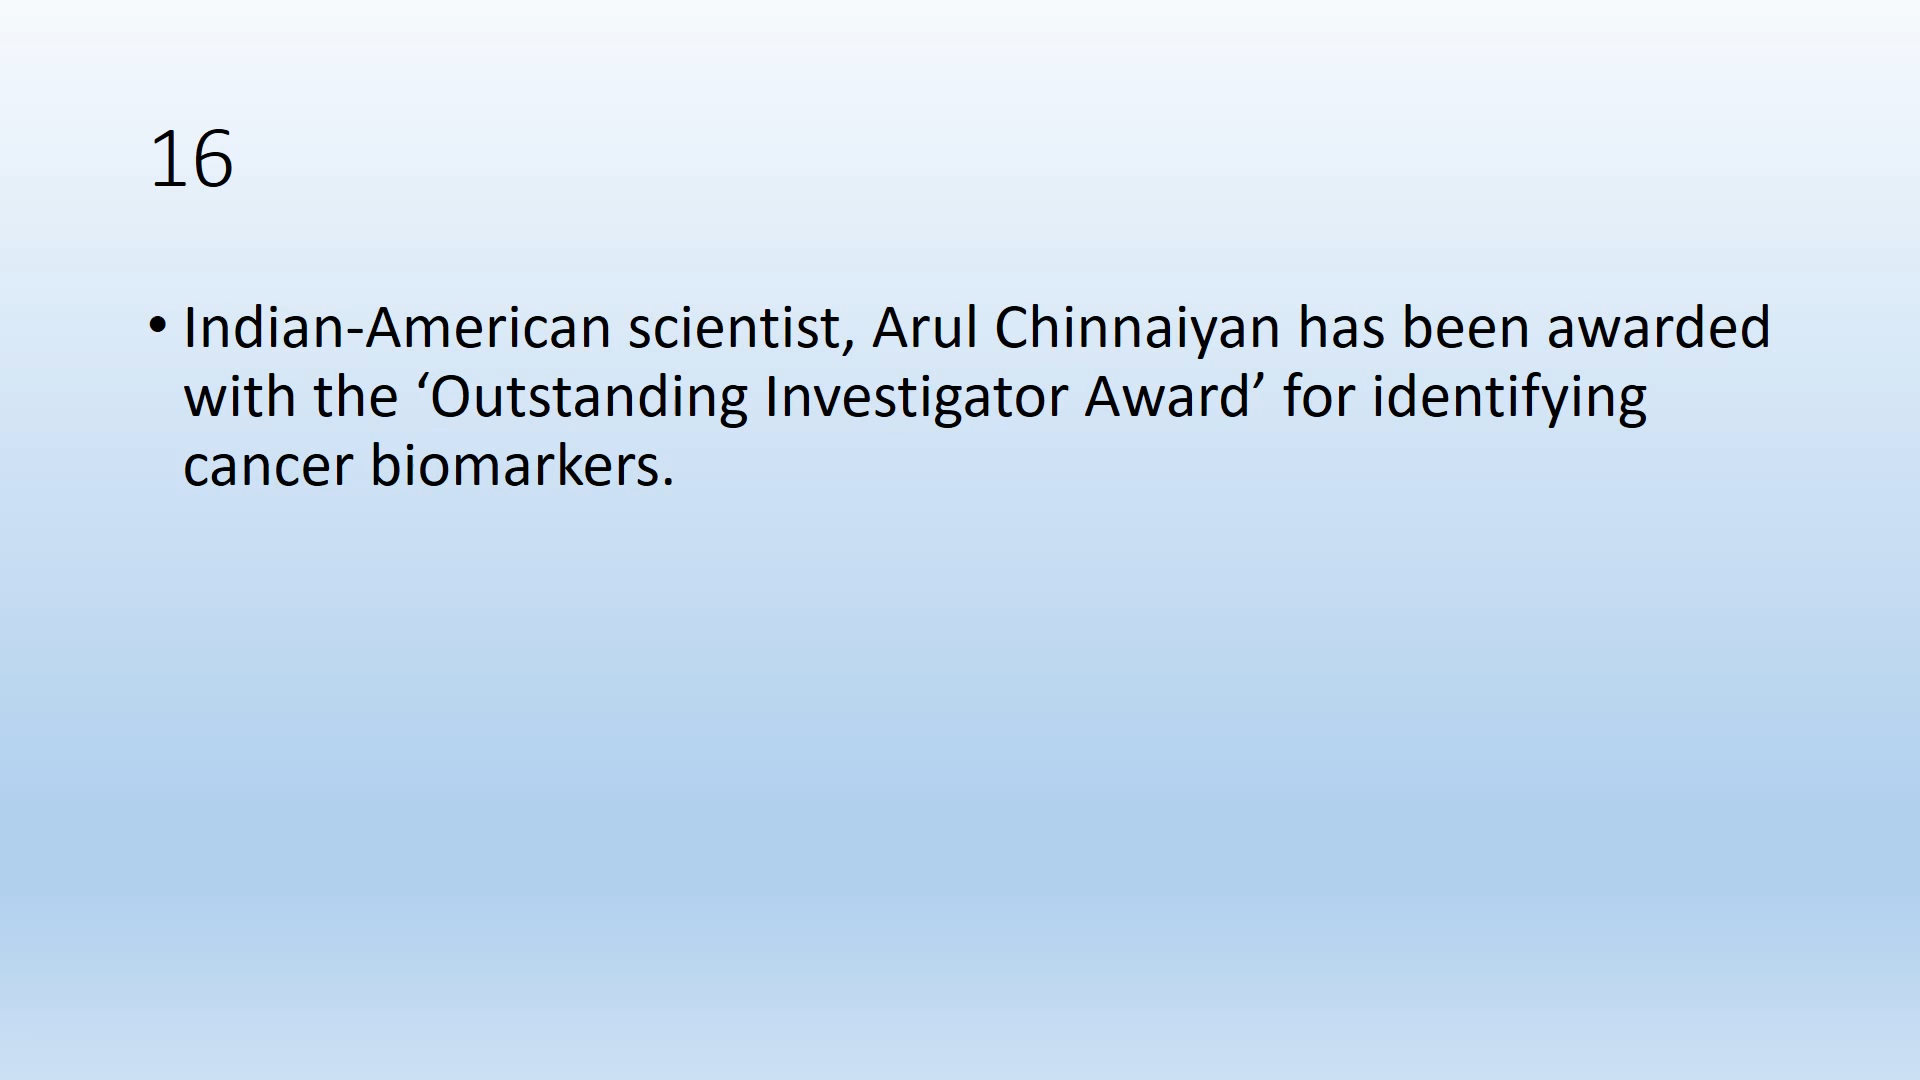 16
• Indian-American scientist, Arul Chinnaiyan has been awarded
with the ‘Outstanding Investigator Award’ for identifying
cancer biomarkers.